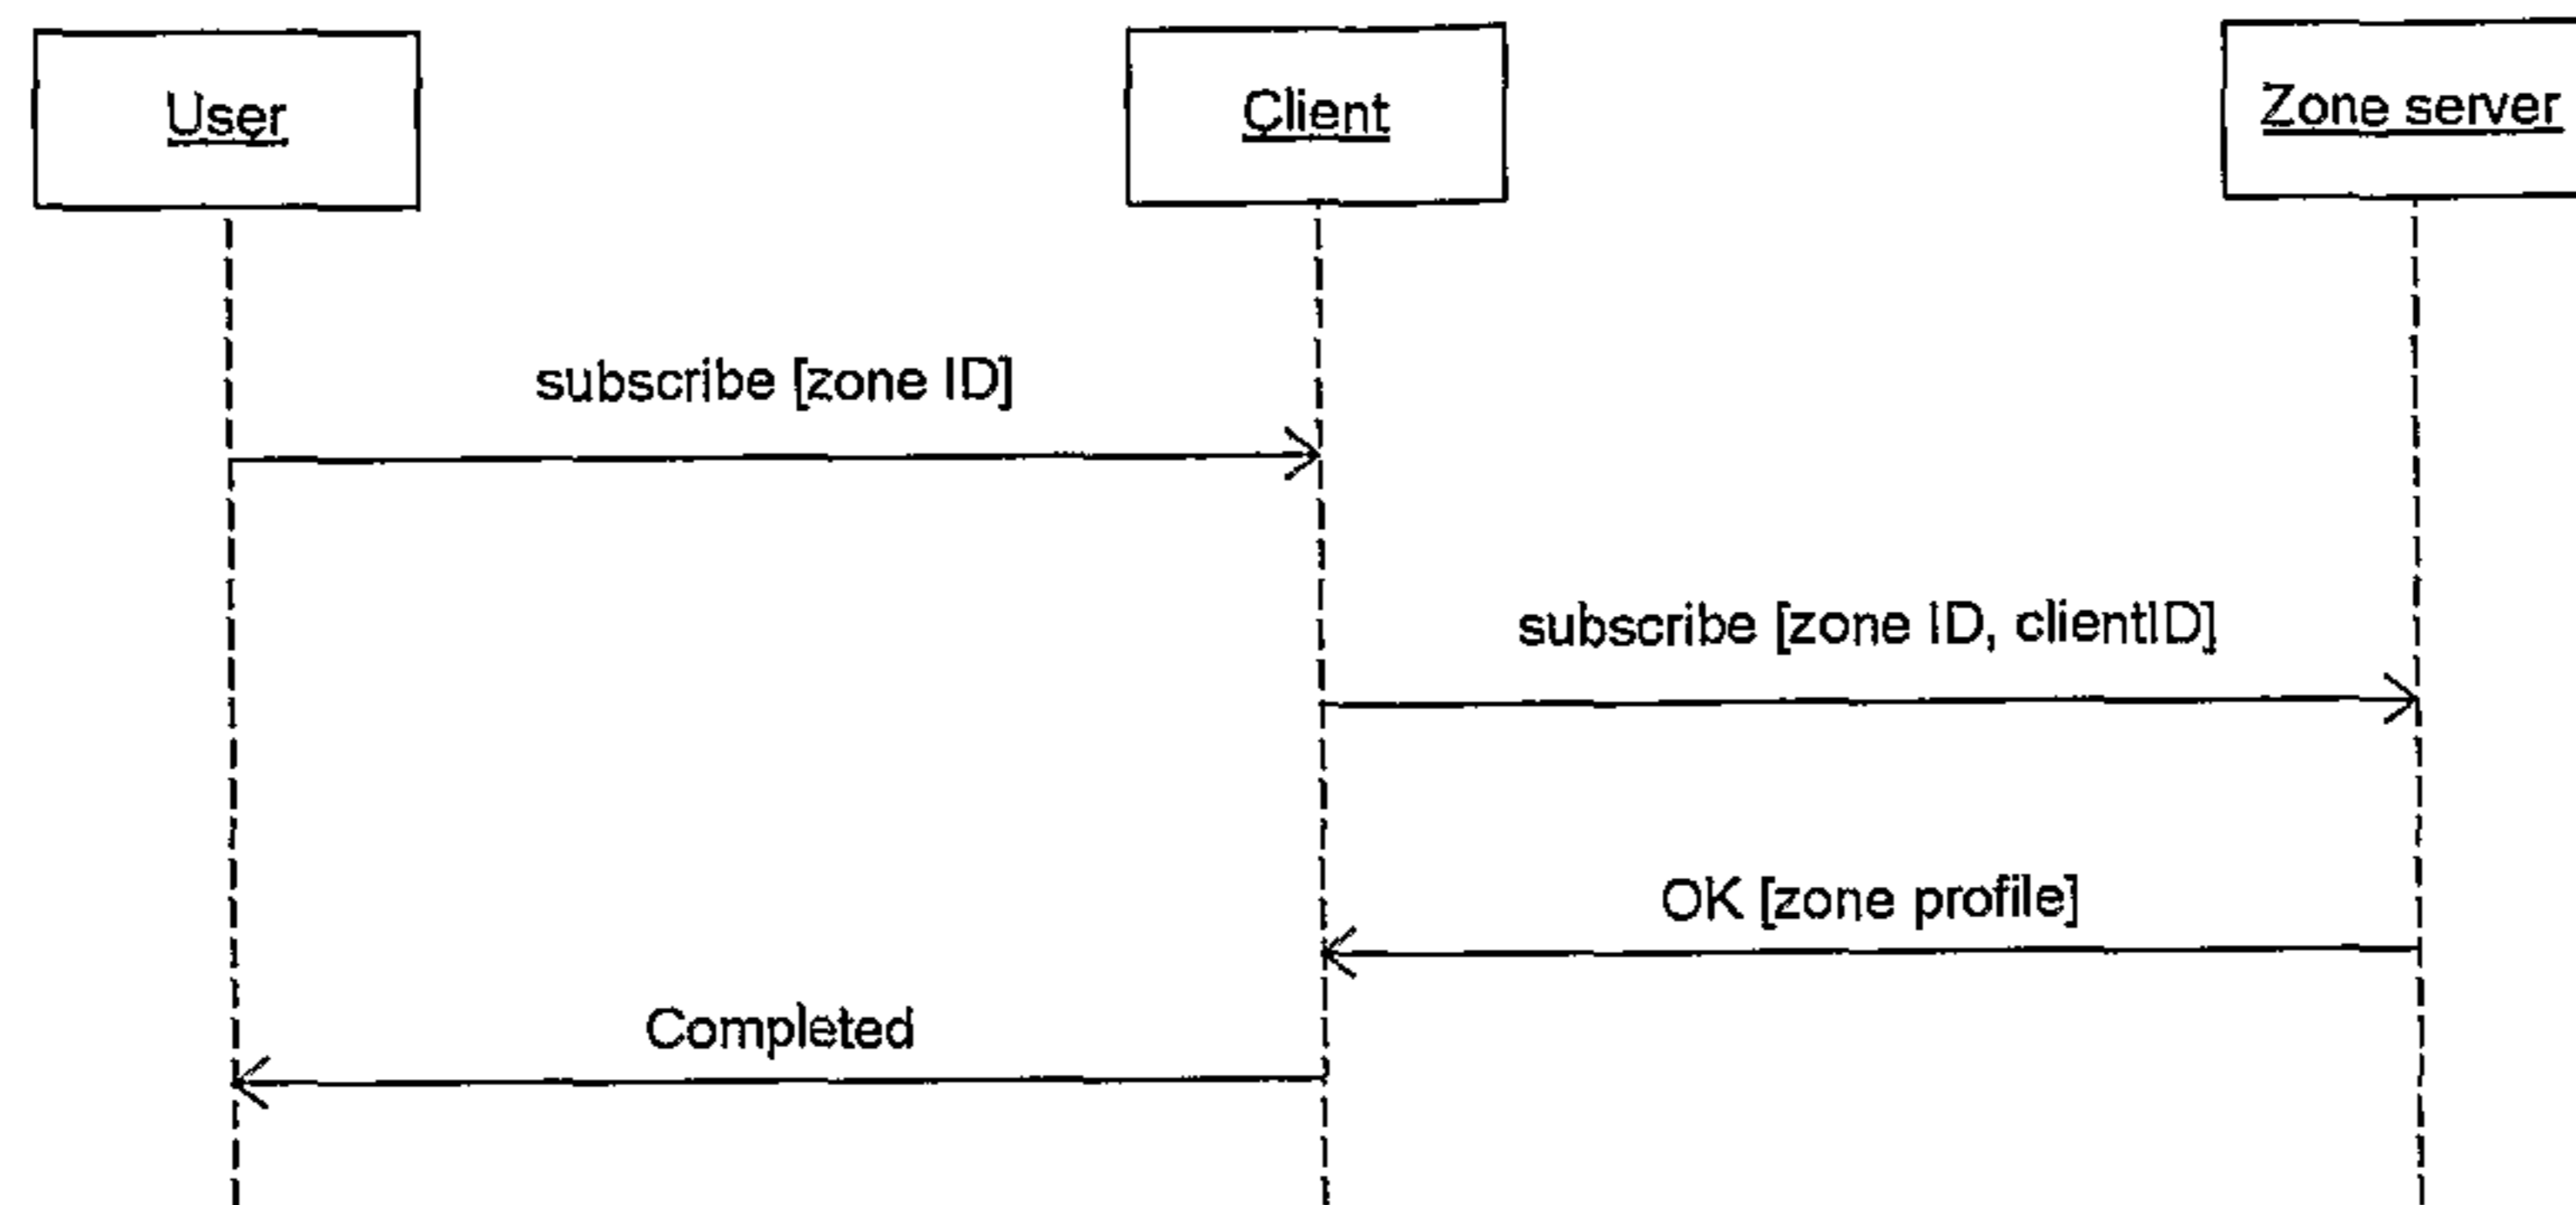 User
Client
Zone server
subscribe [zone ID]
subscribe [zone ID, clientID]
OK [zone profile]
Completed